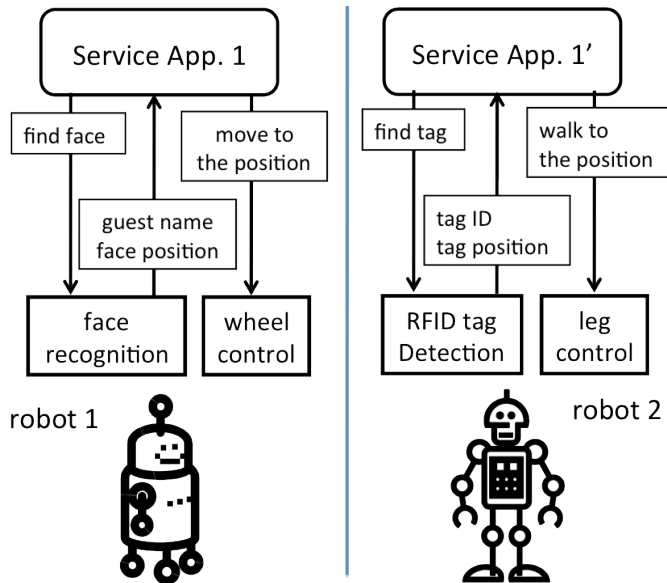 Service App. 1
find face
move to
the position
guest name
face position
face
recognition
wheel
control
robot 1
Service App. 1’
find tag
walk to
the position
tag ID
tag position
RFID tag
Detection
leg
control
robot 2